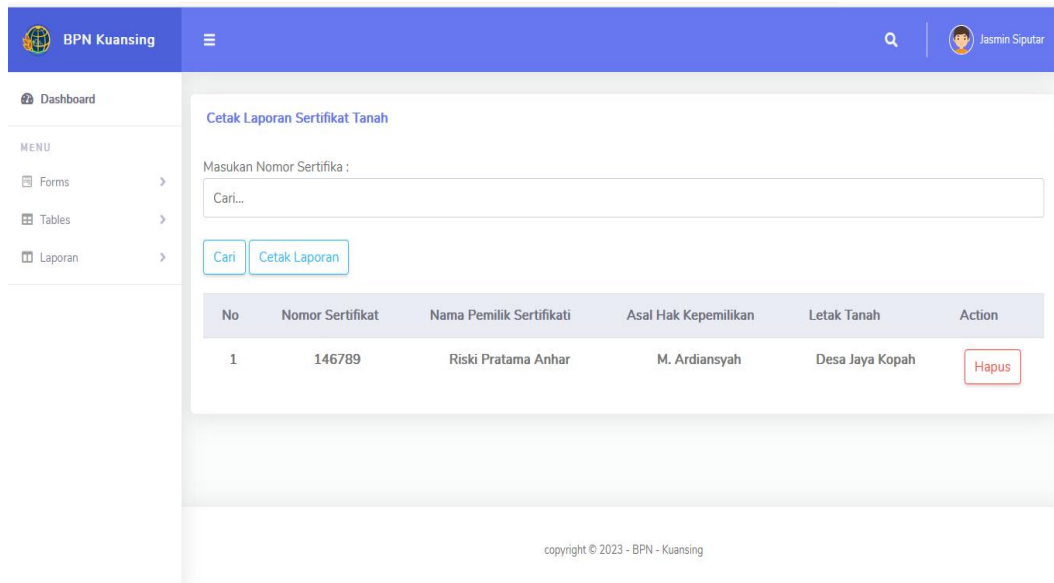 BPN Kuansing
Jasmin Siputar
Dashboard
MENU
Forms
Tables
Laporan
Cetak Laporan Sertifikat Tanah
Masukan Nomor Sertifika :
Cari...
Cari Cetak Laporan
No Nomor Sertifikat Nama Pemilik Sertifikati Asal Hak Kepemilikan Letak Tanah Action
1 146789 Riski Pratama Anhar M. Ardiansyah Desa Jaya Kopah Hapus
copyright © 2023 - BPN - Kuansing